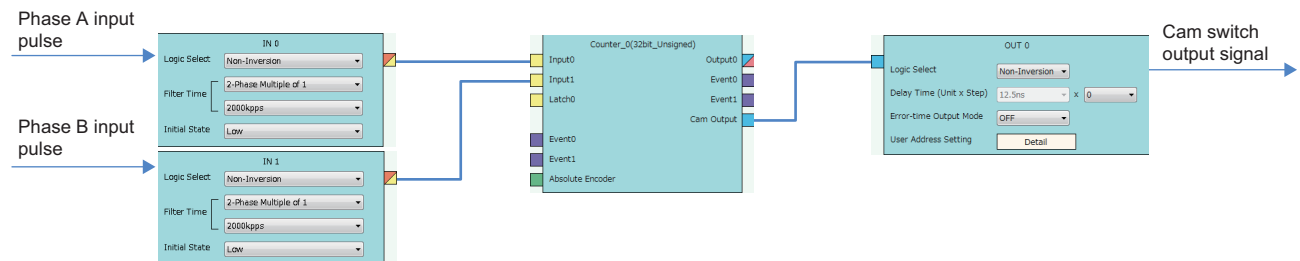 Phase A input
pulse
IN 0
Logic Select Non-Inversion
Filter Time 2-Phase Multiple of 1
2000kpps
Initial State Low
Phase B input
pulse
IN 1
Logic Select Non-Inversion
Filter Time 2-Phase Multiple of 1
2000kpps
Initial State Low
Counter_0(32bit_Unsigned)
Input0 Output0
Input1 Event0
Latch0 Event1
Cam Output
Event0
Event1
Absolute Encoder
OUT 0
Logic Select Non-Inversion
Delay Time (Unit x Step) 12.5ns x 0
Error-time Output Mode OFF
User Address Setting Detail
Cam switch
output signal